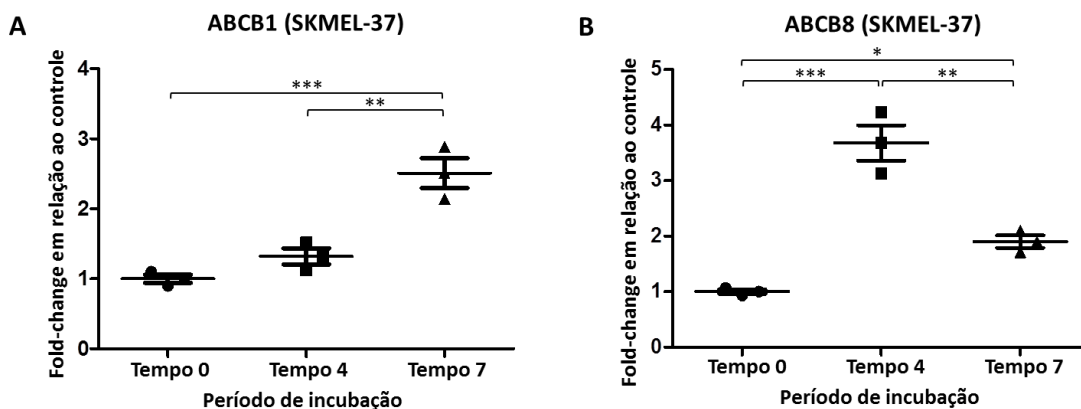 A
ABCB1 (SKMEL-37)
Fold-change em relação ao controle
4
3
2
1
0
***
**
Tempo 0 Tempo 4 Tempo 7
Período de incubação
B
ABCB8 (SKMEL-37)
Fold-change em relação ao controle
5
4
3
2
1
0
*
*** **
Tempo 0 Tempo 4 Tempo 7
Período de incubação